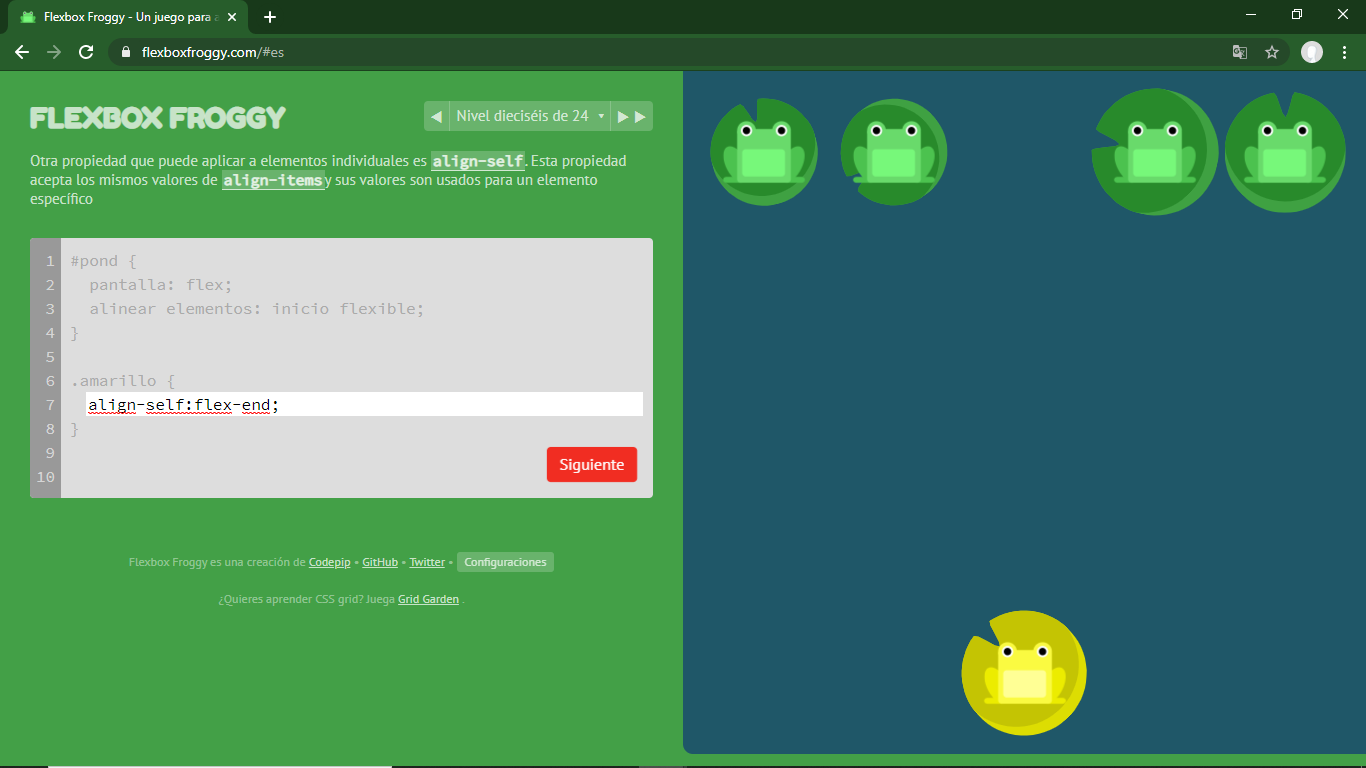 Flexbox Froggy - Un juego para a
flexboxfroggy.com/#es
FLEXBOX FROGGY
◀ Nivel dieciséis de 24 ▾ ▶ ▶
Otra propiedad que puede aplicar a elementos individuales es align-self. Esta propiedad
acepta los mismos valores de align-items y sus valores son usados para un elemento
específico
1 #pond {
2 pantalla: flex;
3 alinear elementos: inicio flexible;
4 }
5
6 .amarillo {
7 align-self:flex-end;
8 }
9
10
Siguiente
Flexbox Froggy es una creación de Codepip • GitHub • Twitter • Configuraciones
¿Quieres aprender CSS grid? Juega Grid Garden .